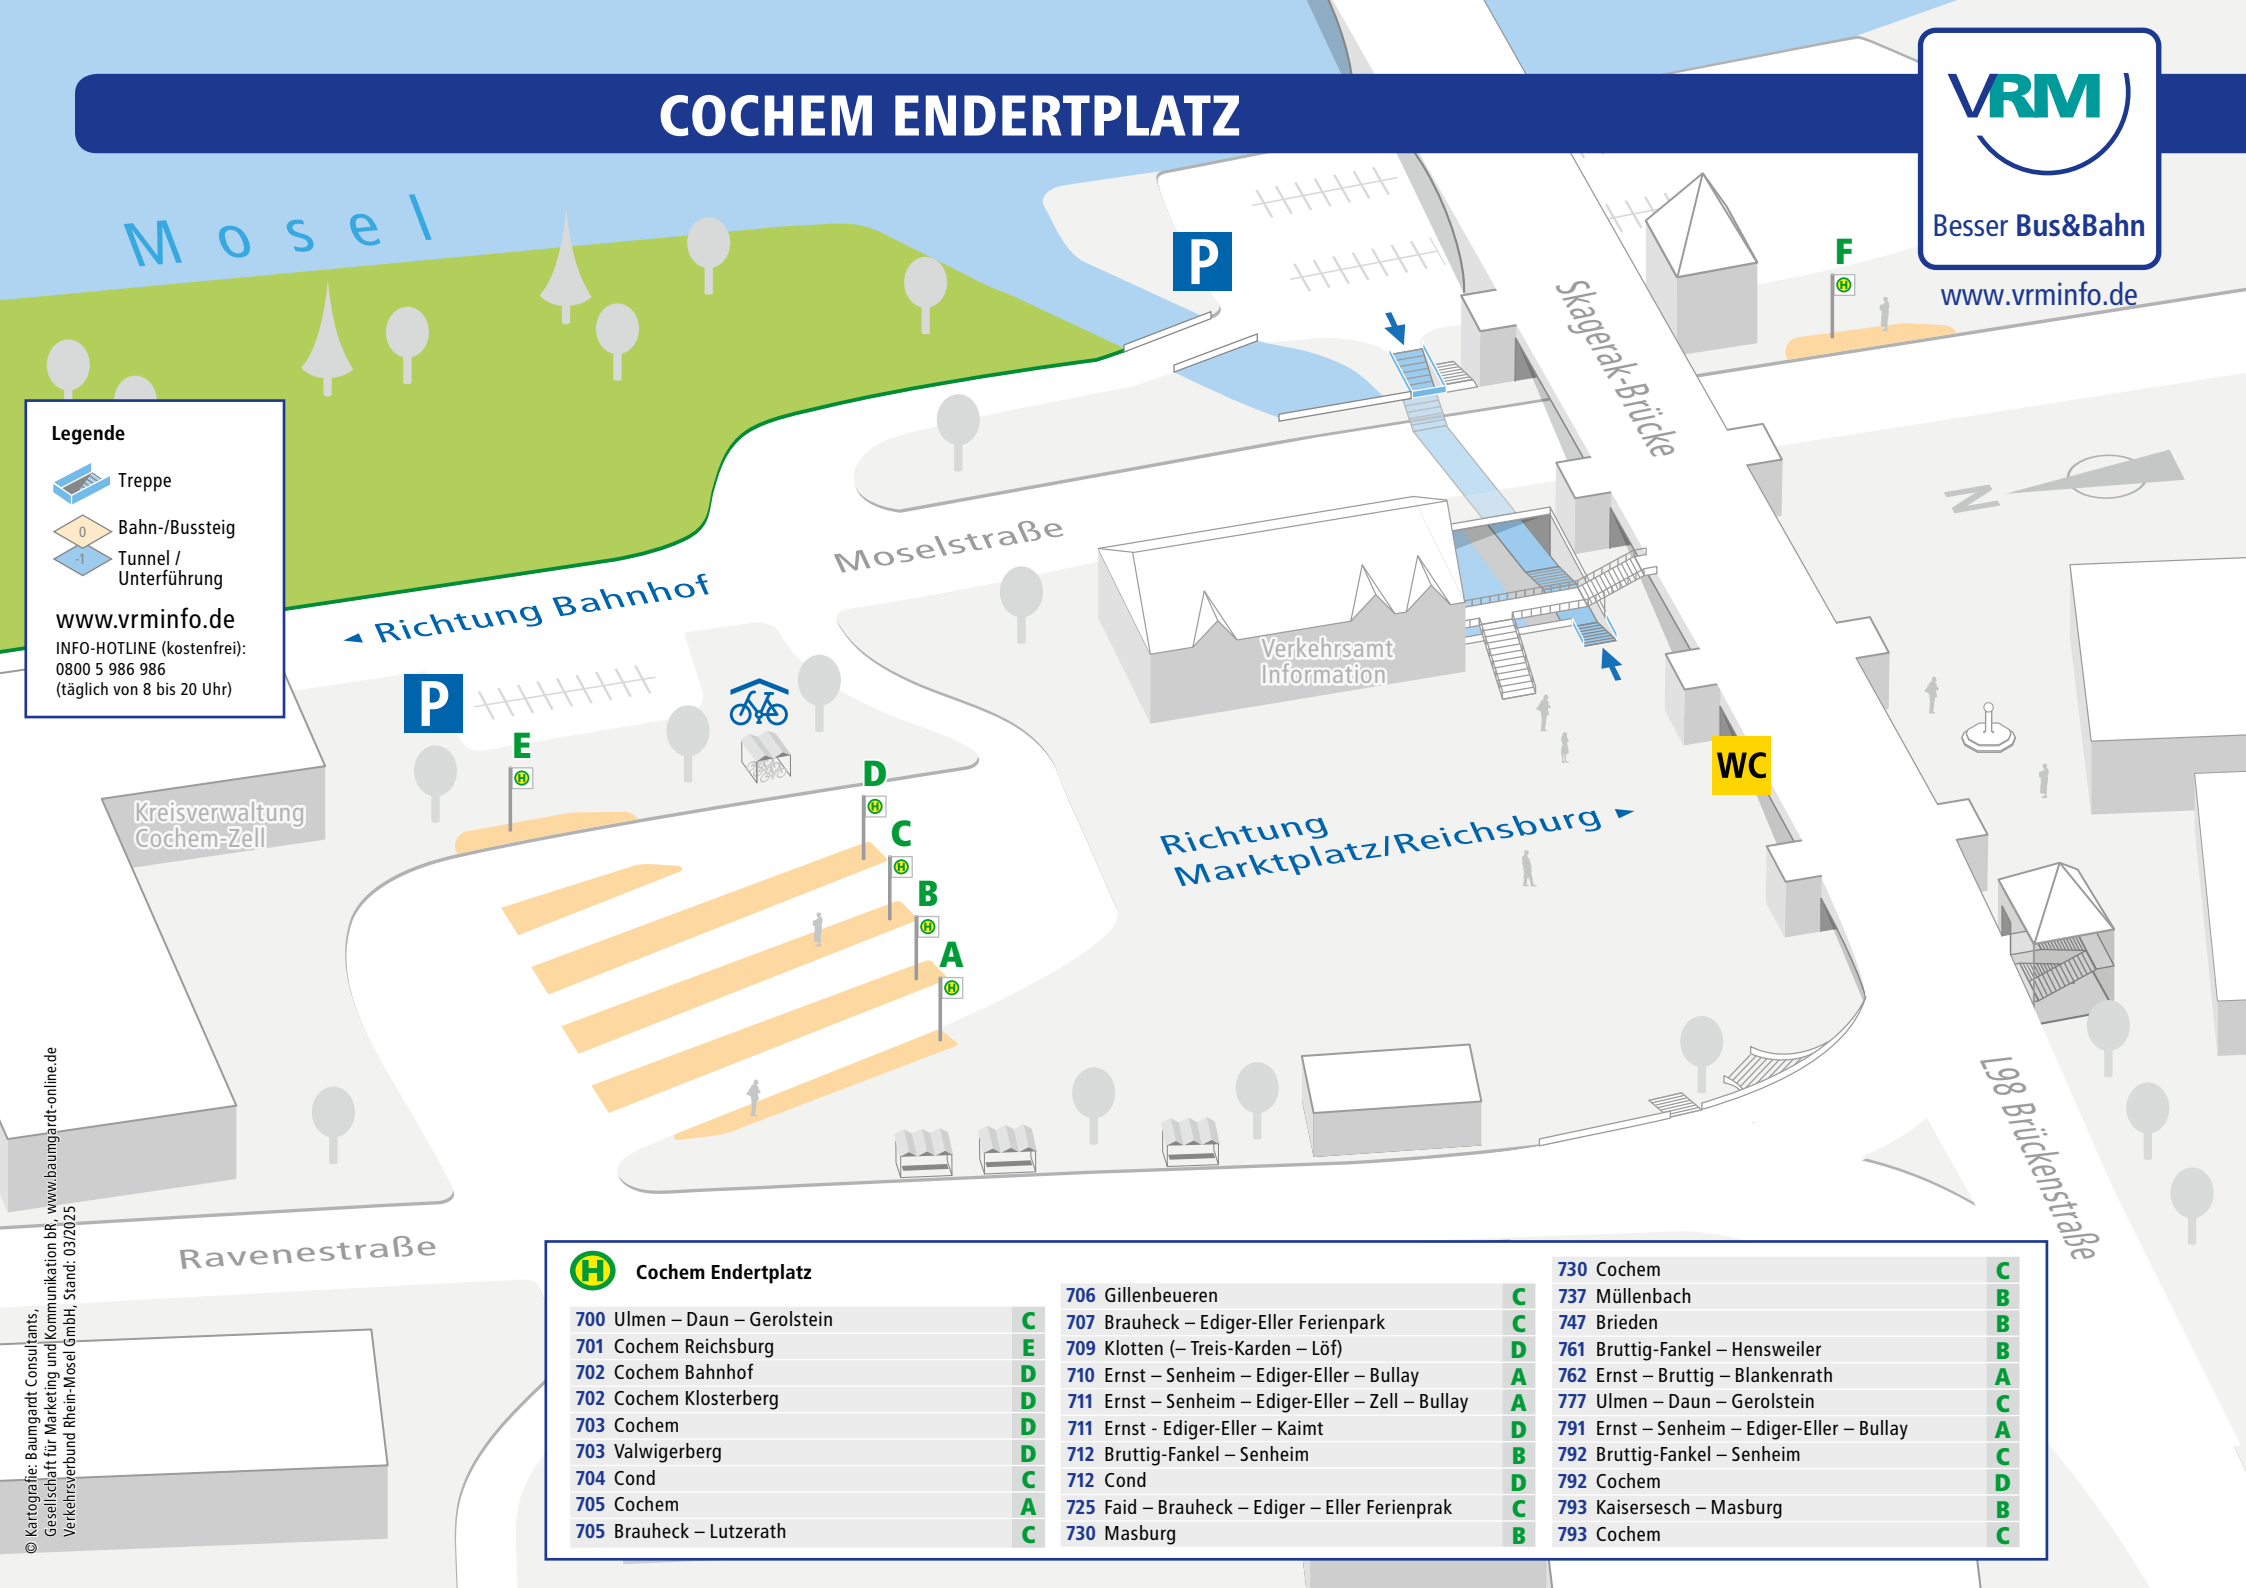 COCHEM ENDERTPLATZ
VRM
Besser Bus&Bahn
www.vrminfo.de
Mosel
P
F
H
Skagerak-Brücke
Legende
Treppe
0
Bahn-/Bussteig
-1
Tunnel /
Unterführung
www.vrminfo.de
INFO-HOTLINE (kostenfrei):
0800 5 986 986
(täglich von 8 bis 20 Uhr)
N
Moselstraße
Richtung Bahnhof
Verkehrsamt
Information
P
E
H
D
H
C
H
B
H
A
H
WC
Kreisverwaltung
Cochem-Zell
Richtung
Marktplatz/Reichsburg
L98 Brückenstraße
Ravenestraße
© Kartografie: Baumgardt Consultants,
Gesellschaft für Marketing und Kommunikation bR, www.baumgardt-online.de
Verkehrsverbund Rhein-Mosel GmbH, Stand: 03/2025
H Cochem Endertplatz
700 Ulmen – Daun – Gerolstein C
701 Cochem Reichsburg E
702 Cochem Bahnhof D
702 Cochem Klosterberg D
703 Cochem D
703 Valwigerberg D
704 Cond C
705 Cochem A
705 Brauheck – Lutzerath C
706 Gillenbeueren C
707 Brauheck – Ediger-Eller Ferienpark C
709 Klotten (– Treis-Karden – Löf) D
710 Ernst – Senheim – Ediger-Eller – Bullay A
711 Ernst – Senheim – Ediger-Eller – Zell – Bullay A
711 Ernst - Ediger-Eller – Kaimt D
712 Bruttig-Fankel – Senheim B
712 Cond D
725 Faid – Brauheck – Ediger – Eller Ferienprak C
730 Masburg B
730 Cochem C
737 Müllenbach B
747 Brieden B
761 Bruttig-Fankel – Hensweiler B
762 Ernst – Bruttig – Blankenrath A
777 Ulmen – Daun – Gerolstein C
791 Ernst – Senheim – Ediger-Eller – Bullay A
792 Bruttig-Fankel – Senheim C
792 Cochem D
793 Kaisersesch – Masburg B
793 Cochem C